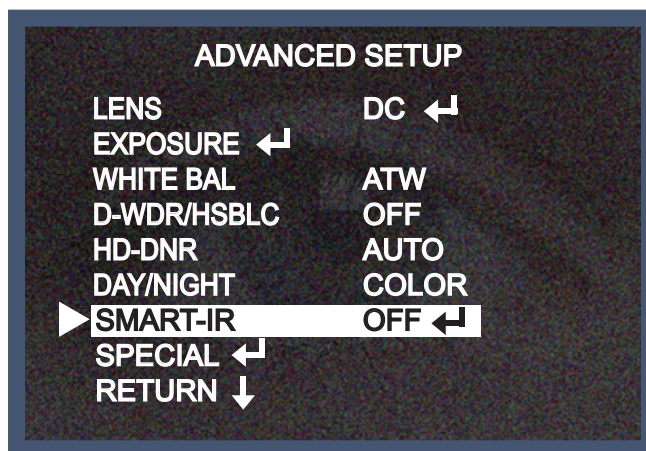 ADVANCED SETUP
LENS DC ↵
EXPOSURE ↵
WHITE BAL ATW
D-WDR/HSBLC OFF
HD-DNR AUTO
DAY/NIGHT COLOR
SMART-IR OFF ↵
SPECIAL ↵
RETURN ↓